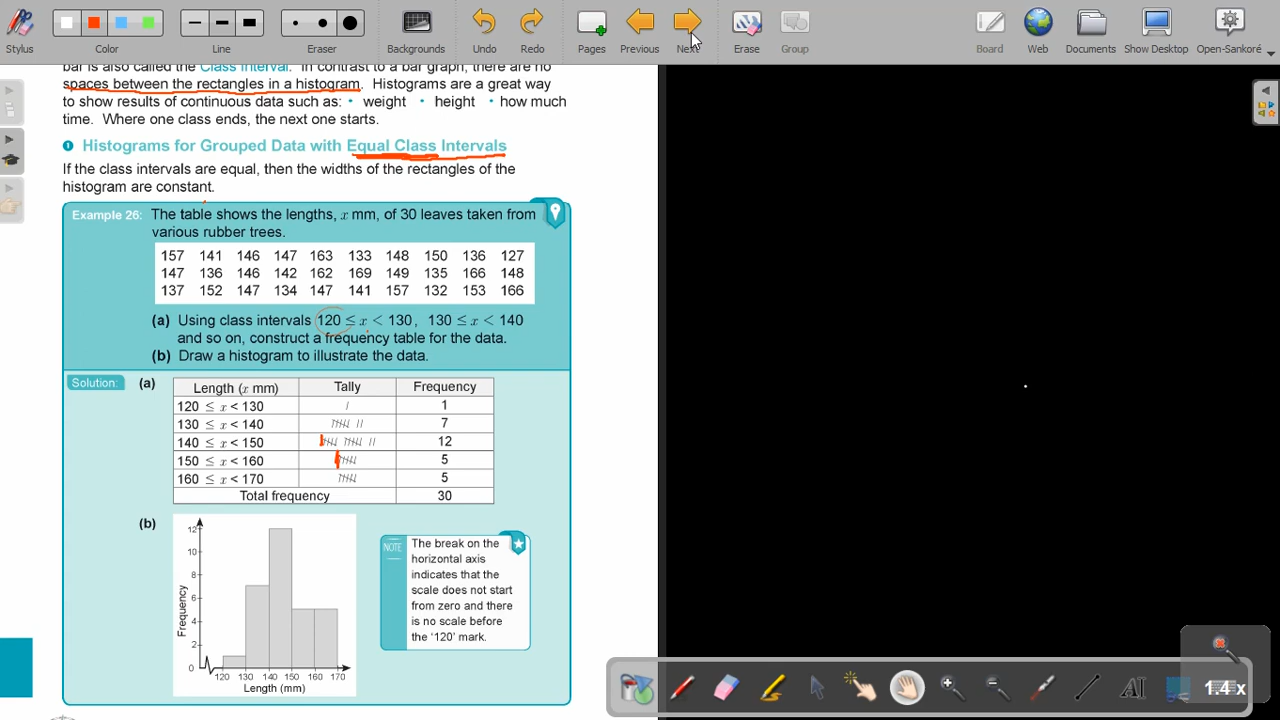 Stylus
Color
Line
Eraser
Backgrounds
Undo
Redo
Pages
Previous
Next
Erase
Group
Board
Web
Documents
Show Desktop
Open-Sankoré
bar is also called the Class Interval. In contrast to a bar graph, there are no
spaces between the rectangles in a histogram. Histograms are a great way
to show results of continuous data such as: • weight • height • how much
time. Where one class ends, the next one starts.
1 Histograms for Grouped Data with Equal Class Intervals
If the class intervals are equal, then the widths of the rectangles of the
histogram are constant.
Example 26: The table shows the lengths, x mm, of 30 leaves taken from
various rubber trees.
157 141 146 147 163 133 148 150 136 127
147 136 146 142 162 169 149 135 166 148
137 152 147 134 147 141 157 132 153 166
(a) Using class intervals 120 ≤ x < 130, 130 ≤ x < 140
and so on, construct a frequency table for the data.
(b) Draw a histogram to illustrate the data.
Solution: (a)
Length (x mm) Tally Frequency
120 ≤ x < 130 1
130 ≤ x < 140 7
140 ≤ x < 150 12
150 ≤ x < 160 5
160 ≤ x < 170 5
Total frequency 30
(b)
Frequency
12
10
8
6
4
2
0
120 130 140 150 160 170
Length (mm)
NOTE
The break on the
horizontal axis
indicates that the
scale does not start
from zero and there
is no scale before
the '120' mark.
1.4 x